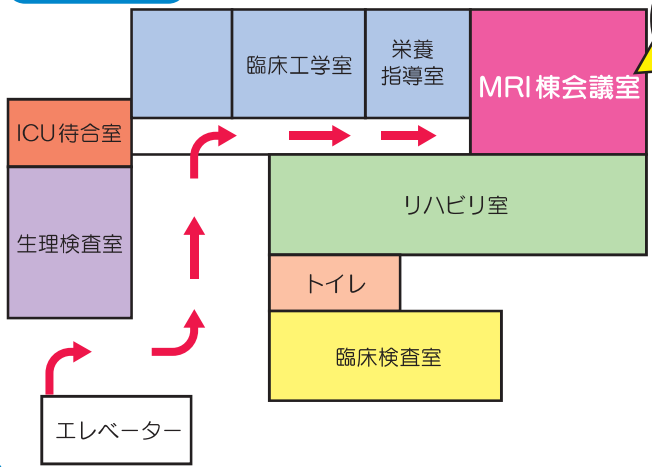 臨床工学室
栄養
指導室
MRI棟会議室
ICU待合室
リハビリ室
生理検査室
トイレ
臨床検査室
エレベーター